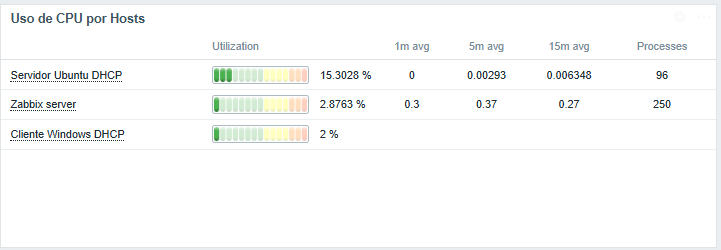 Uso de CPU por Hosts
Utilization 1m avg 5m avg 15m avg Processes
Servidor Ubuntu DHCP 15.3028 % 0 0.00293 0.006348 96
Zabbix server 2.8763 % 0.3 0.37 0.27 250
Cliente Windows DHCP 2 %